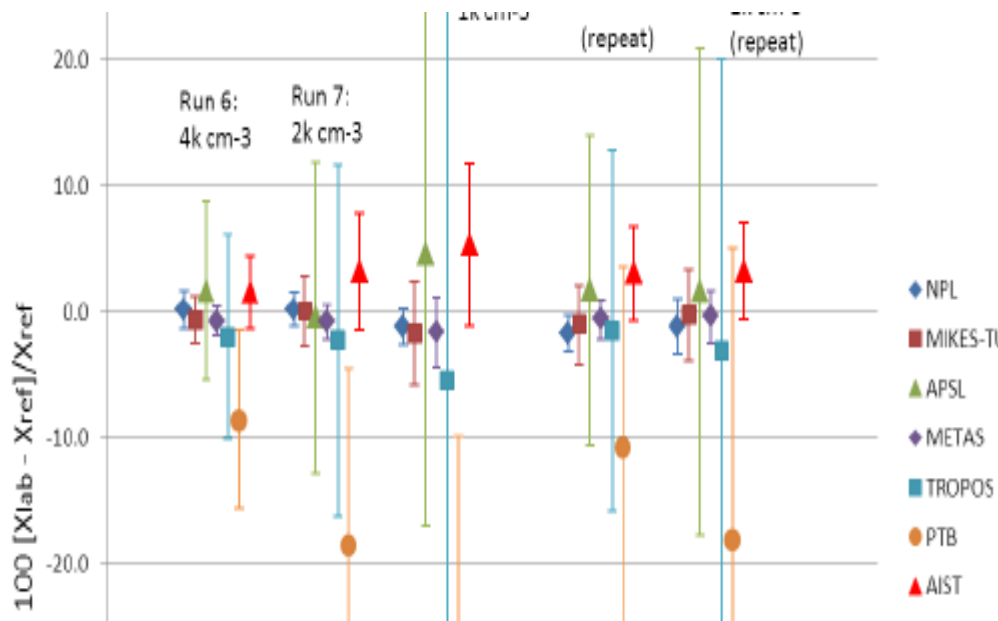 (repeat)
(repeat)
20.0
Run 6:
4k cm-3
Run 7:
2k cm-3
10.0
0.0
-10.0
-20.0
100 [Xlab - Xref]/Xref
NPL
MIKES-TU
APSL
METAS
TROPOS
PTB
AIST